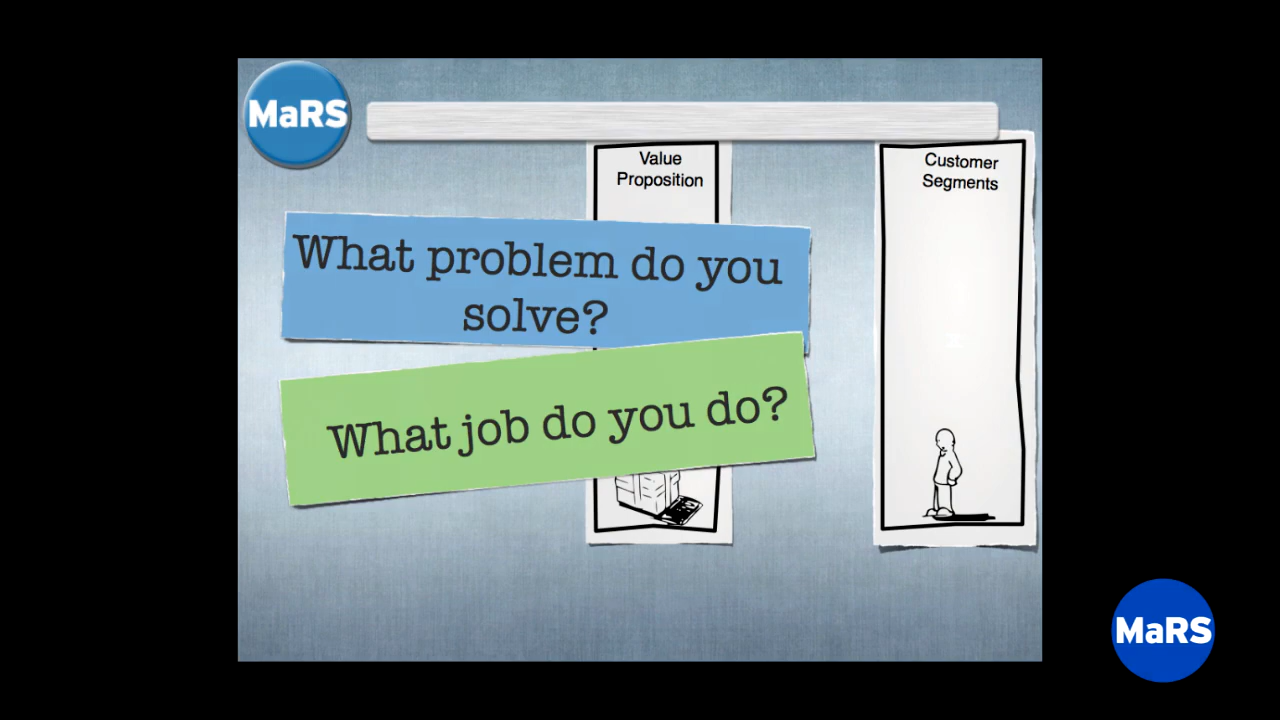 MaRS
Value
Proposition
Customer
Segments
What problem do you
solve?
What job do you do?
MaRS